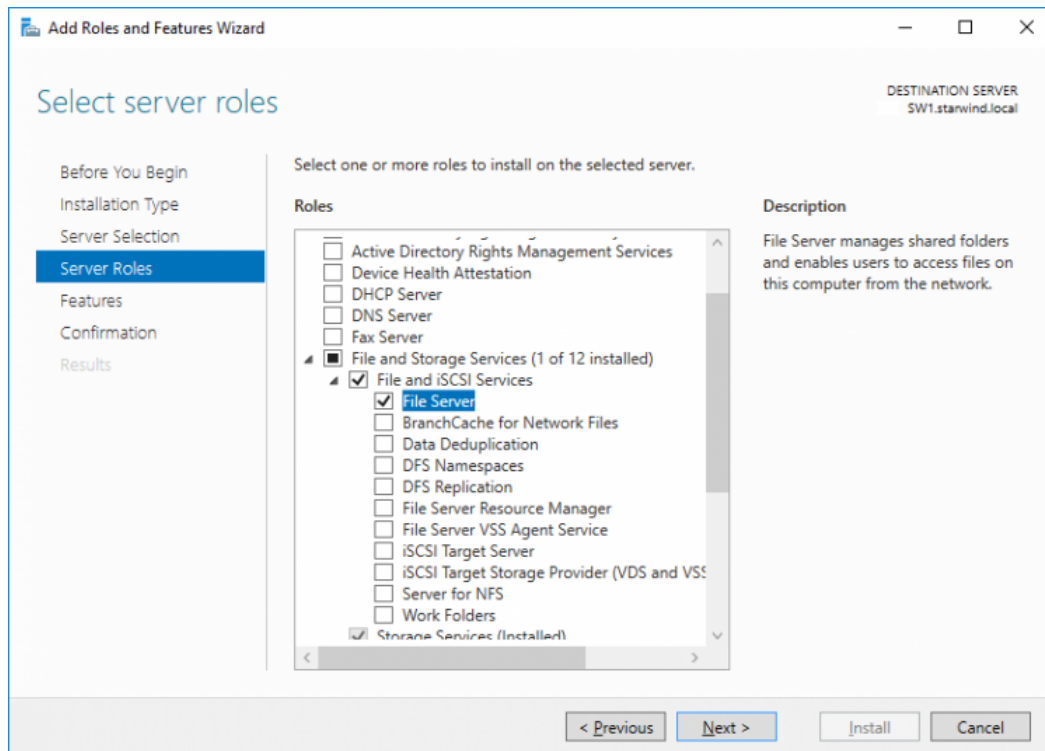 Add Roles and Features Wizard
Select server roles
DESTINATION SERVER
SW1.starwind.local
Before You Begin
Installation Type
Server Selection
Server Roles
Features
Confirmation
Results
Select one or more roles to install on the selected server.
Roles
Active Directory Rights Management Services
Device Health Attestation
DHCP Server
DNS Server
Fax Server
File and Storage Services (1 of 12 installed)
File and iSCSI Services
File Server
BranchCache for Network Files
Data Deduplication
DFS Namespaces
DFS Replication
File Server Resource Manager
File Server VSS Agent Service
iSCSI Target Server
iSCSI Target Storage Provider (VDS and VSS
Server for NFS
Work Folders
Storage Services (Installed)
Description
File Server manages shared folders
and enables users to access files on
this computer from the network.
< Previous
Next >
Install
Cancel